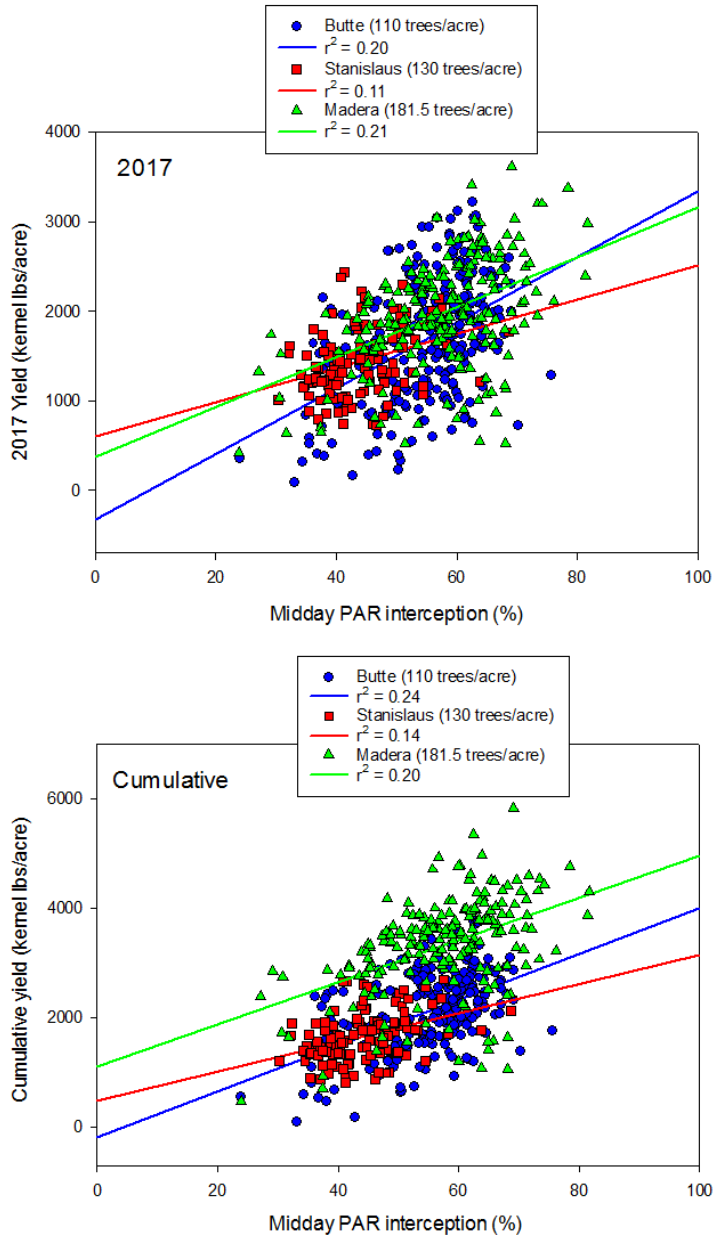 Butte (110 trees/acre)
r² = 0.20
Stanislaus (130 trees/acre)
r² = 0.11
Madera (181.5 trees/acre)
r² = 0.21
2017
4000
3000
2000
1000
0
2017 Yield (kernel lbs/acre)
0 20 40 60 80 100
Midday PAR interception (%)
Butte (110 trees/acre)
r² = 0.24
Stanislaus (130 trees/acre)
r² = 0.14
Madera (181.5 trees/acre)
r² = 0.20
Cumulative
6000
4000
2000
0
Cumulative yield (kernel lbs/acre)
0 20 40 60 80 100
Midday PAR interception (%)